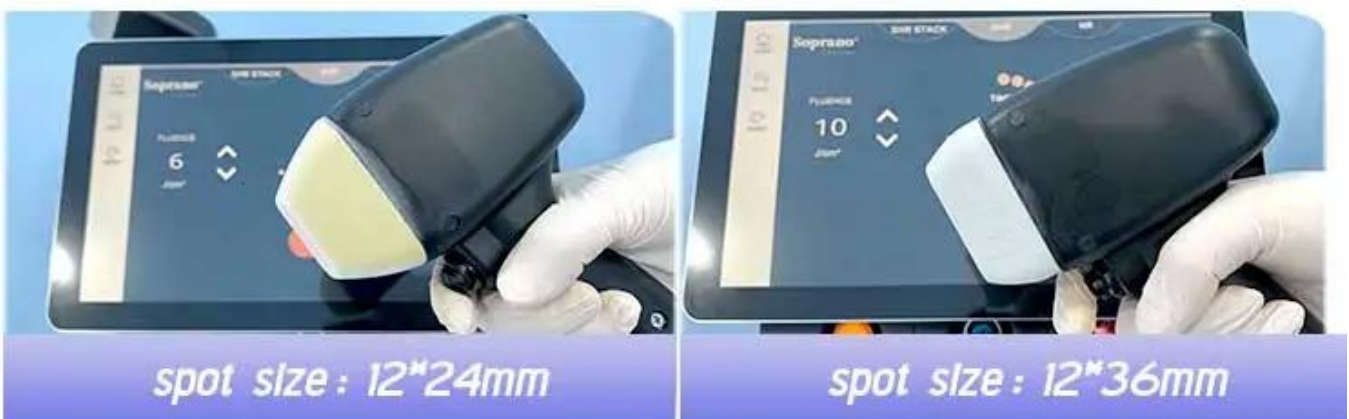 Soprano
SHR STACK
FLUENCE
6
J/cm²
spot size: 12*24mm
Soprano
SHR STACK
SHR
HR
FLUENCE
10
J/cm²
spot size: 12*36mm